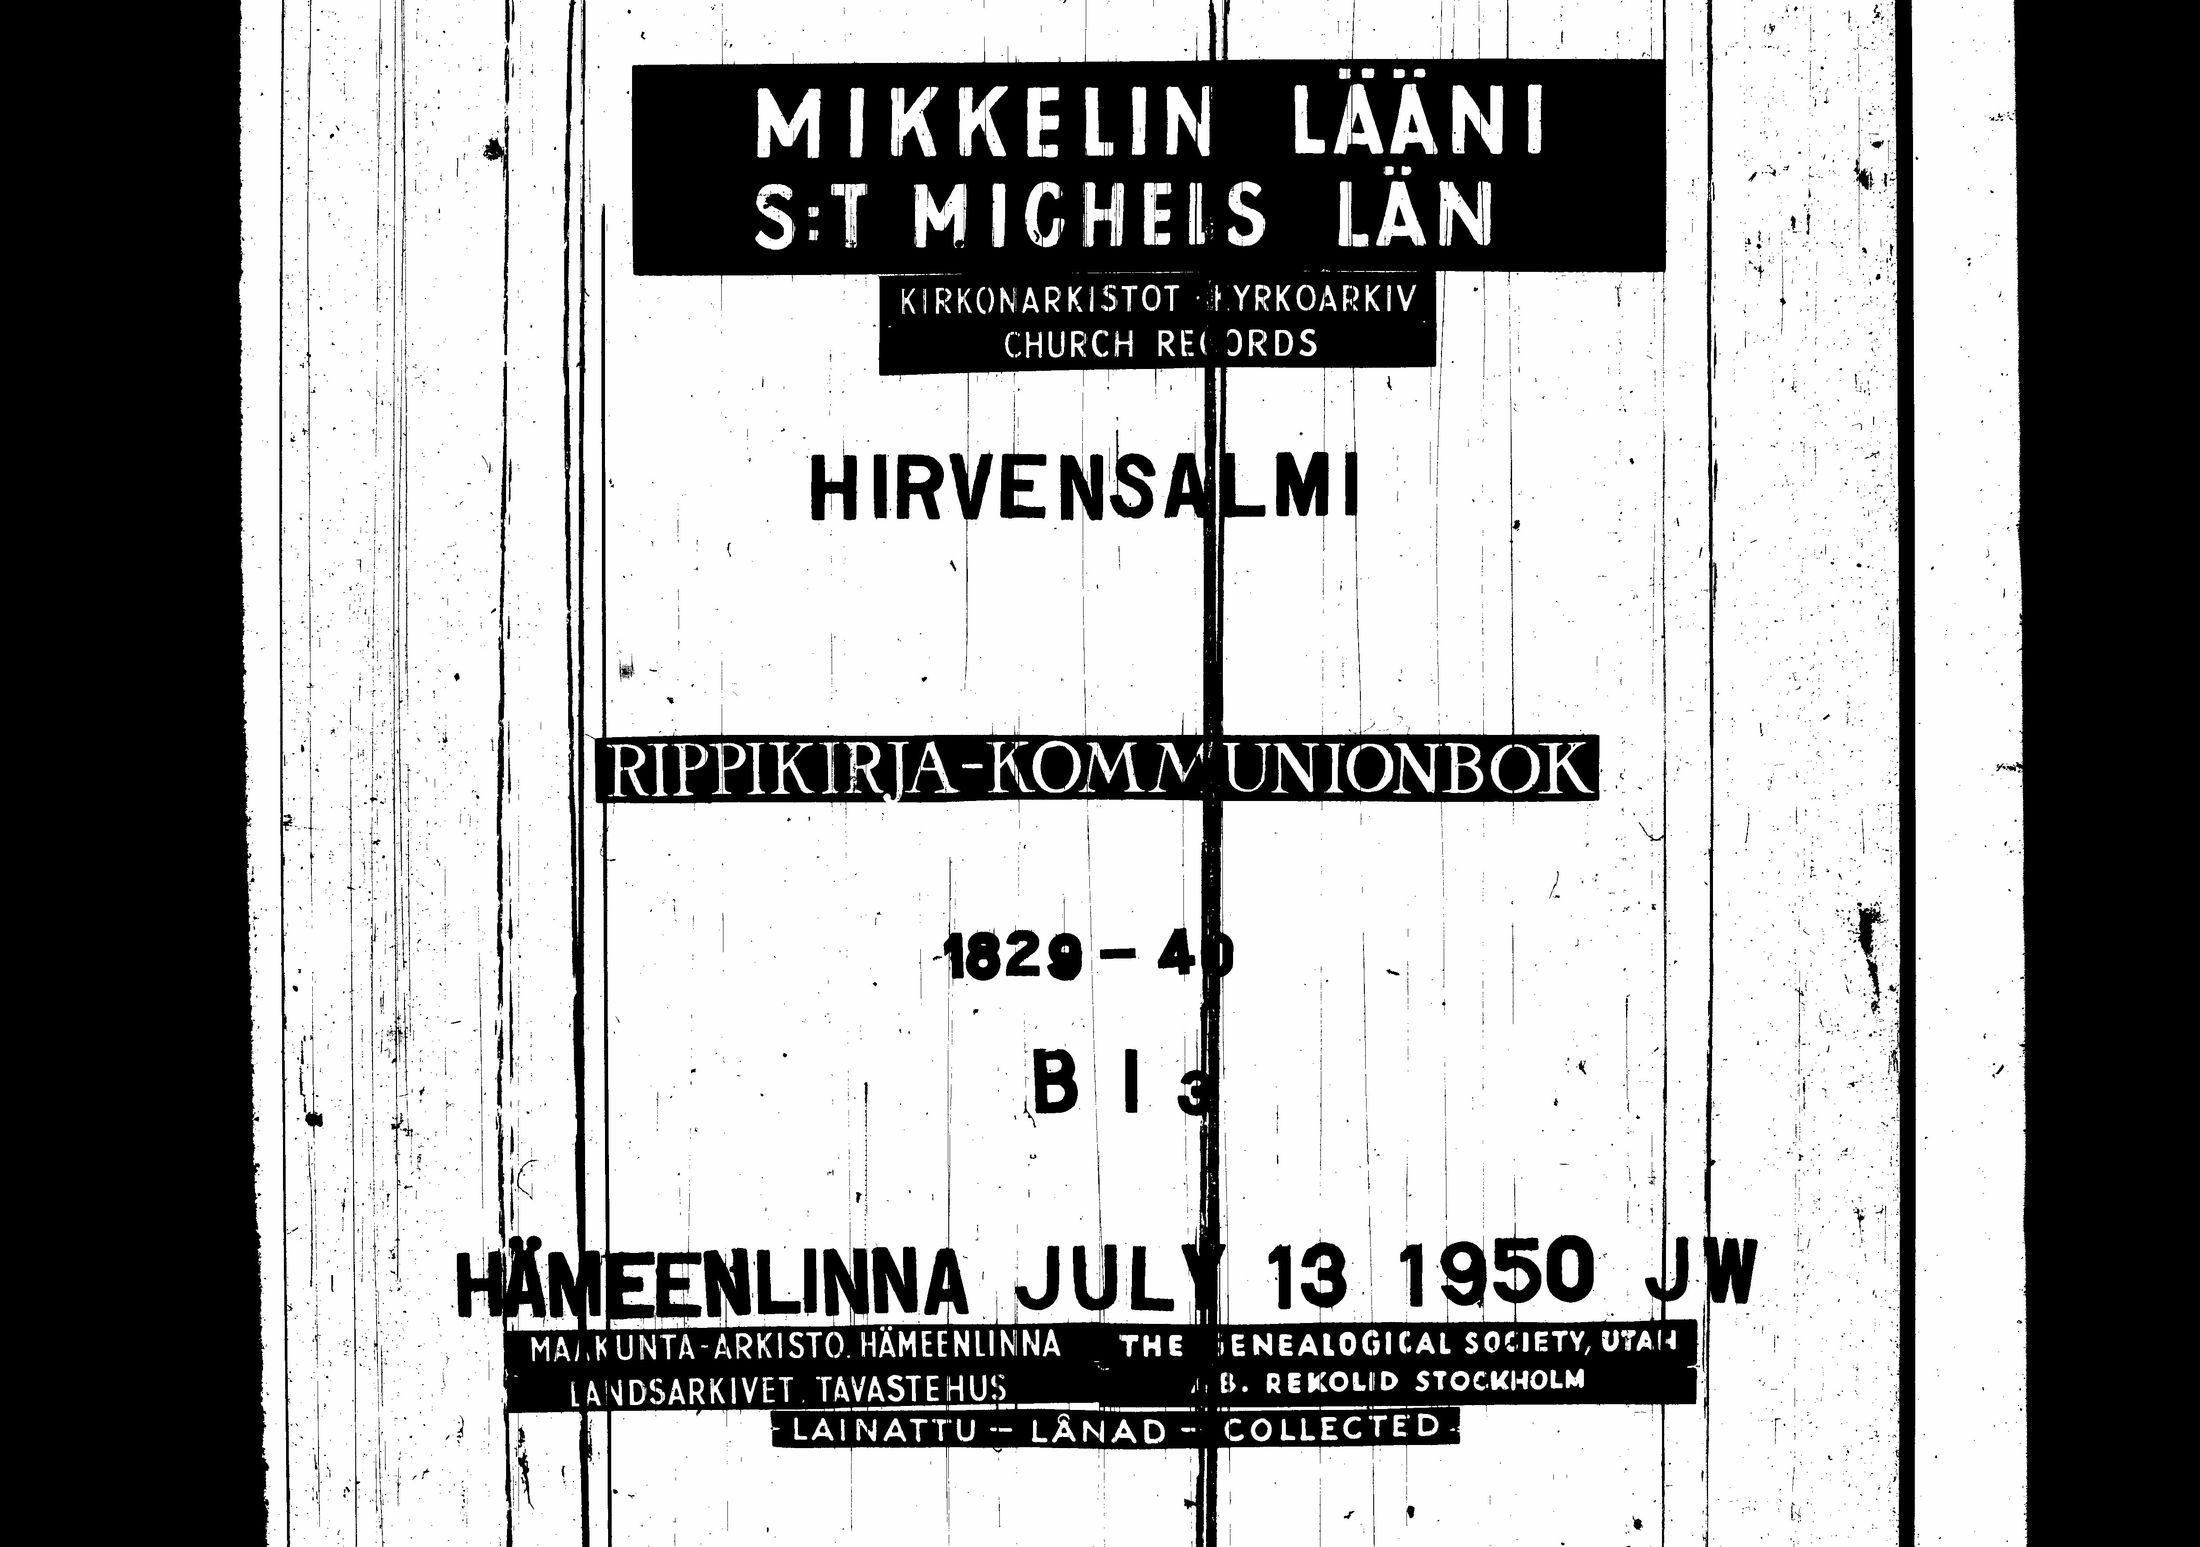 MIKKELIN LÄÄNI
S:T MICHELS LÄN
KIRKONARKISTOT - KYRKOARKIV
CHURCH RECORDS
HIRVENSALMI
RIPPIKIRJA-KOMMUNIONBOK
1829-40
B I 3
HÄMEENLINNA JULY 13 1950 JW
MAAKUNTA-ARKISTO. HÄMEENLINNA THE GENEALOGICAL SOCIETY, UTAH
LANDSARKIVET. TAVASTEHUS A.B. REKOLID STOCKHOLM
-LAINATTU - LÅNAD - COLLECTED-